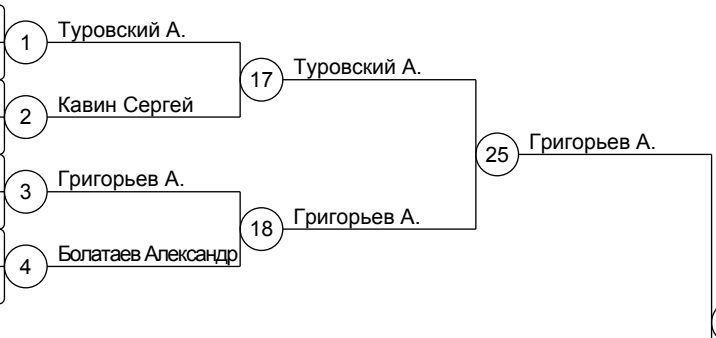 1
Туровский А.
17
Туровский А.
2
Кавин Сергей
25
Григорьев А.
3
Григорьев А.
18
Григорьев А.
4
Болатаев Александр